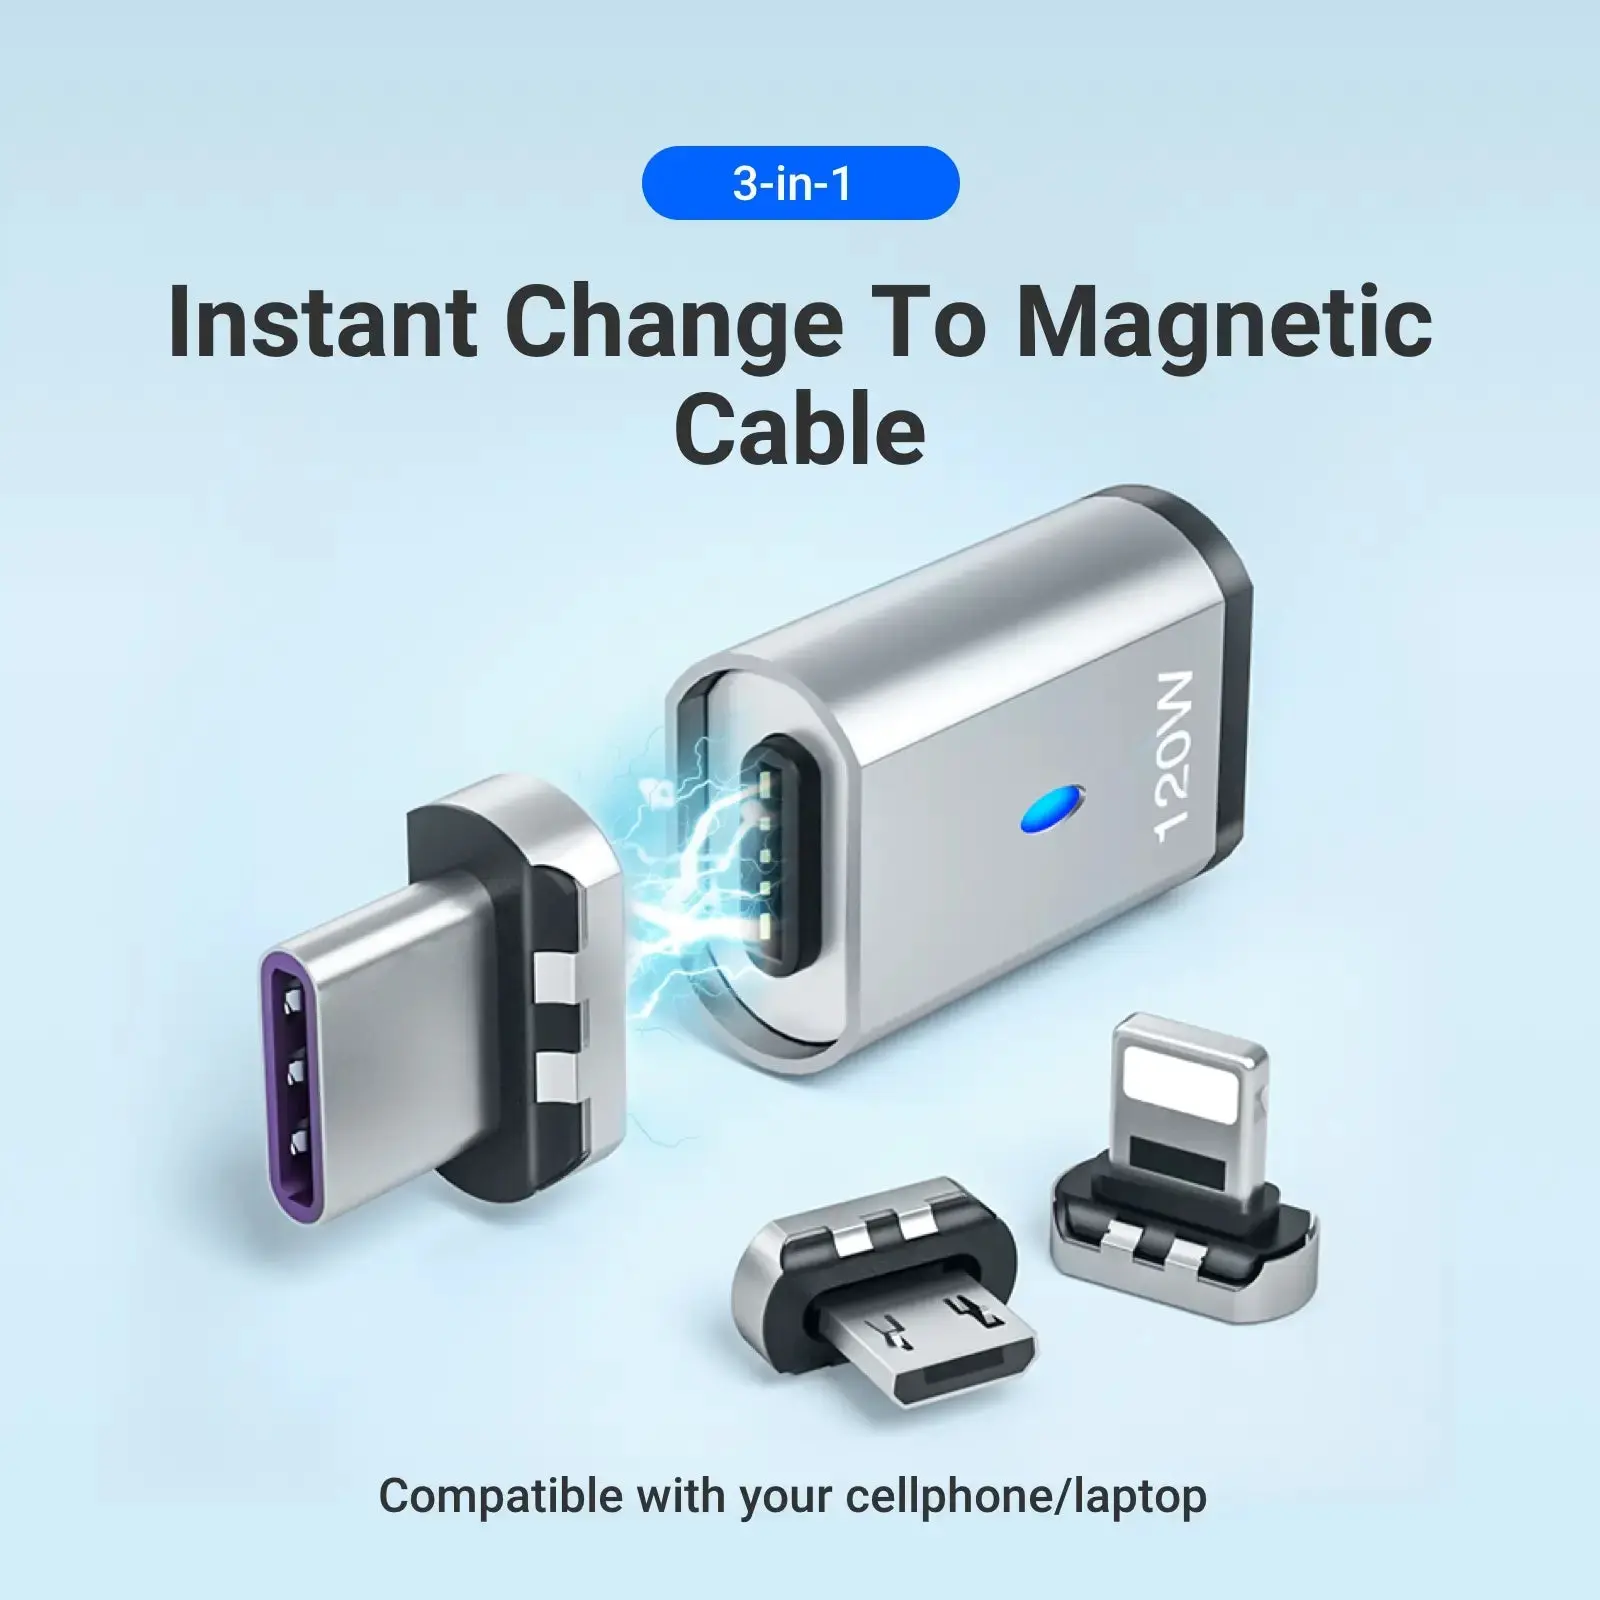 3-in-1
Instant Change To Magnetic
Cable
120W
Compatible with your cellphone/laptop